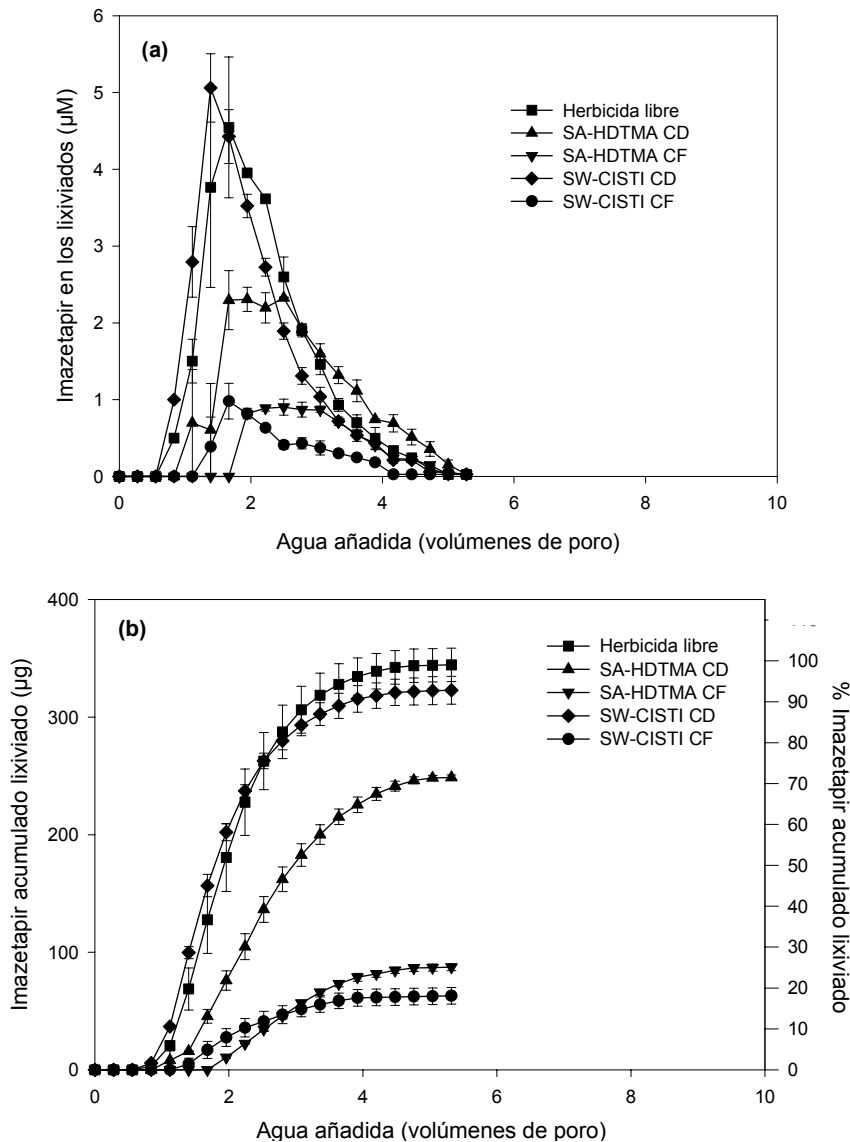 (a)
Imazetapir en los lixiviados (µM)
6
5
4
3
2
1
0
Herbicida libre
SA-HDTMA CD
SA-HDTMA CF
SW-CISTI CD
SW-CISTI CF
0 2 4 6 8 10
Agua añadida (volúmenes de poro)
(b)
Imazetapir acumulado lixiviado (µg)
400
300
200
100
0
Herbicida libre
SA-HDTMA CD
SA-HDTMA CF
SW-CISTI CD
SW-CISTI CF
100
90
80
70
60
50
40
30
20
10
0
% Imazetapir acumulado lixiviado
0 2 4 6 8 10
Agua añadida (volúmenes de poro)